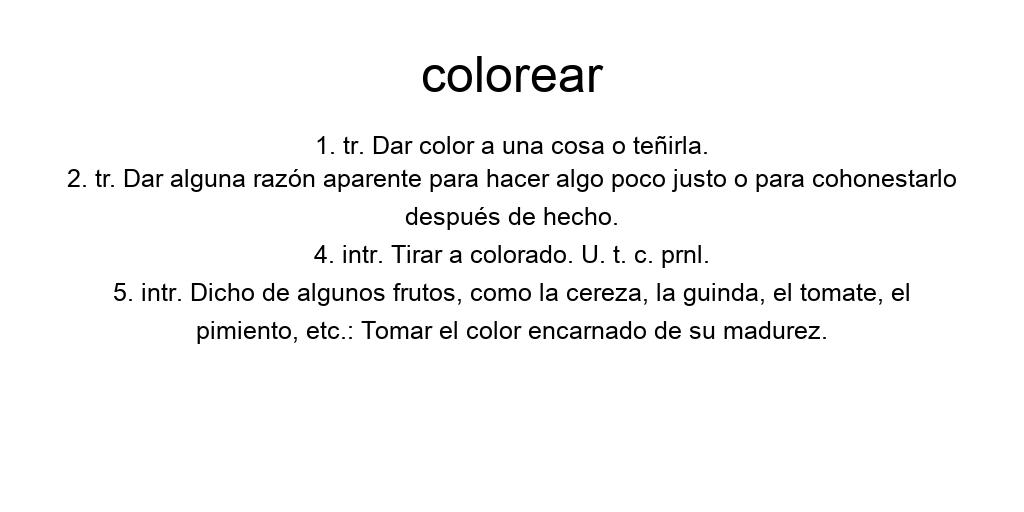 colorear
1. tr. Dar color a una cosa o teñirla.
2. tr. Dar alguna razón aparente para hacer algo poco justo o para cohonestarlo
después de hecho.
4. intr. Tirar a colorado. U. t. c. prnl.
5. intr. Dicho de algunos frutos, como la cereza, la guinda, el tomate, el
pimiento, etc.: Tomar el color encarnado de su madurez.